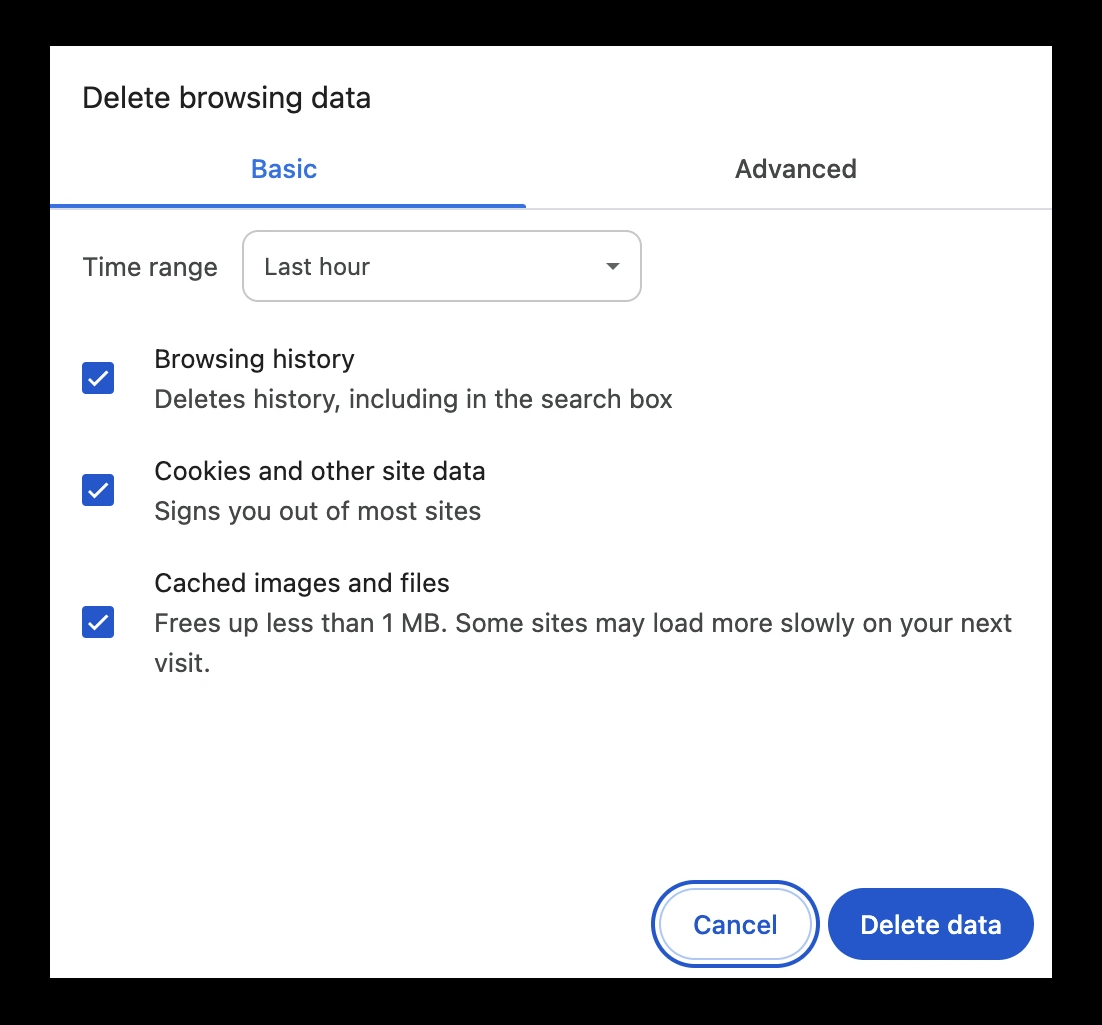 Delete browsing data
Basic
Advanced
Time range
Last hour
Browsing history
Deletes history, including in the search box
Cookies and other site data
Signs you out of most sites
Cached images and files
Frees up less than 1 MB. Some sites may load more slowly on your next
visit.
Cancel
Delete data